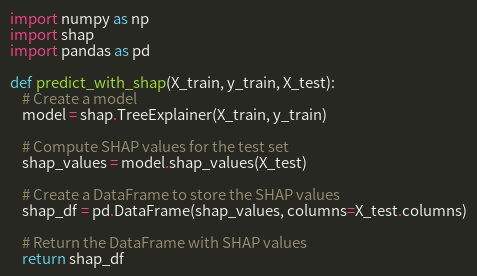 import numpy as np
import shap
import pandas as pd

def predict_with_shap(X_train, y_train, X_test):
    # Create a model
    model = shap.TreeExplainer(X_train, y_train)

    # Compute SHAP values for the test set
    shap_values = model.shap_values(X_test)

    # Create a DataFrame to store the SHAP values
    shap_df = pd.DataFrame(shap_values, columns=X_test.columns)

    # Return the DataFrame with SHAP values
    return shap_df